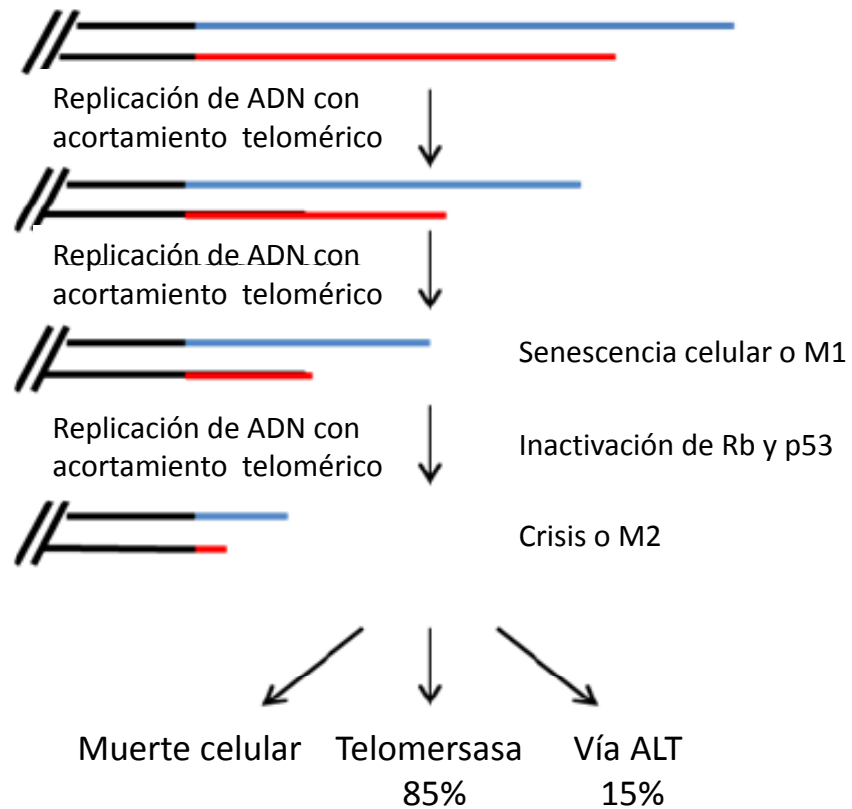 Replicación de ADN con
acortamiento telomérico
Replicación de ADN con
acortamiento telomérico
Senescencia celular o M1
Replicación de ADN con
acortamiento telomérico
Inactivación de Rb y p53
Crisis o M2
Muerte celular
Telomersasa
85%
Vía ALT
15%